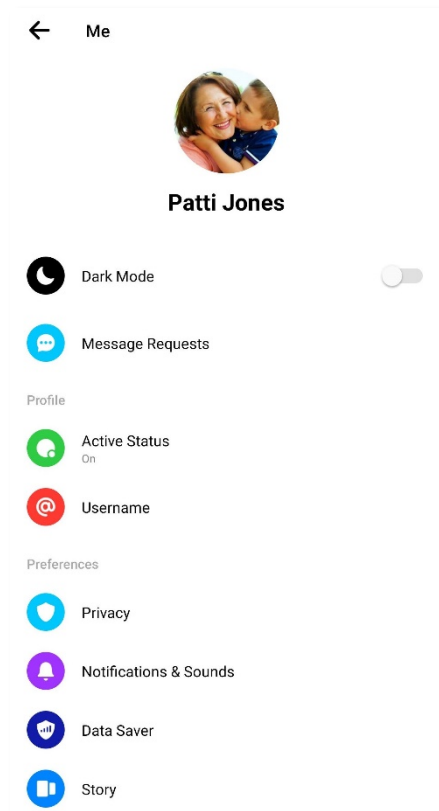 Me
Patti Jones
Dark Mode
Message Requests
Profile
Active Status
On
@
Username
Preferences
Privacy
Notifications & Sounds
Data Saver
Story